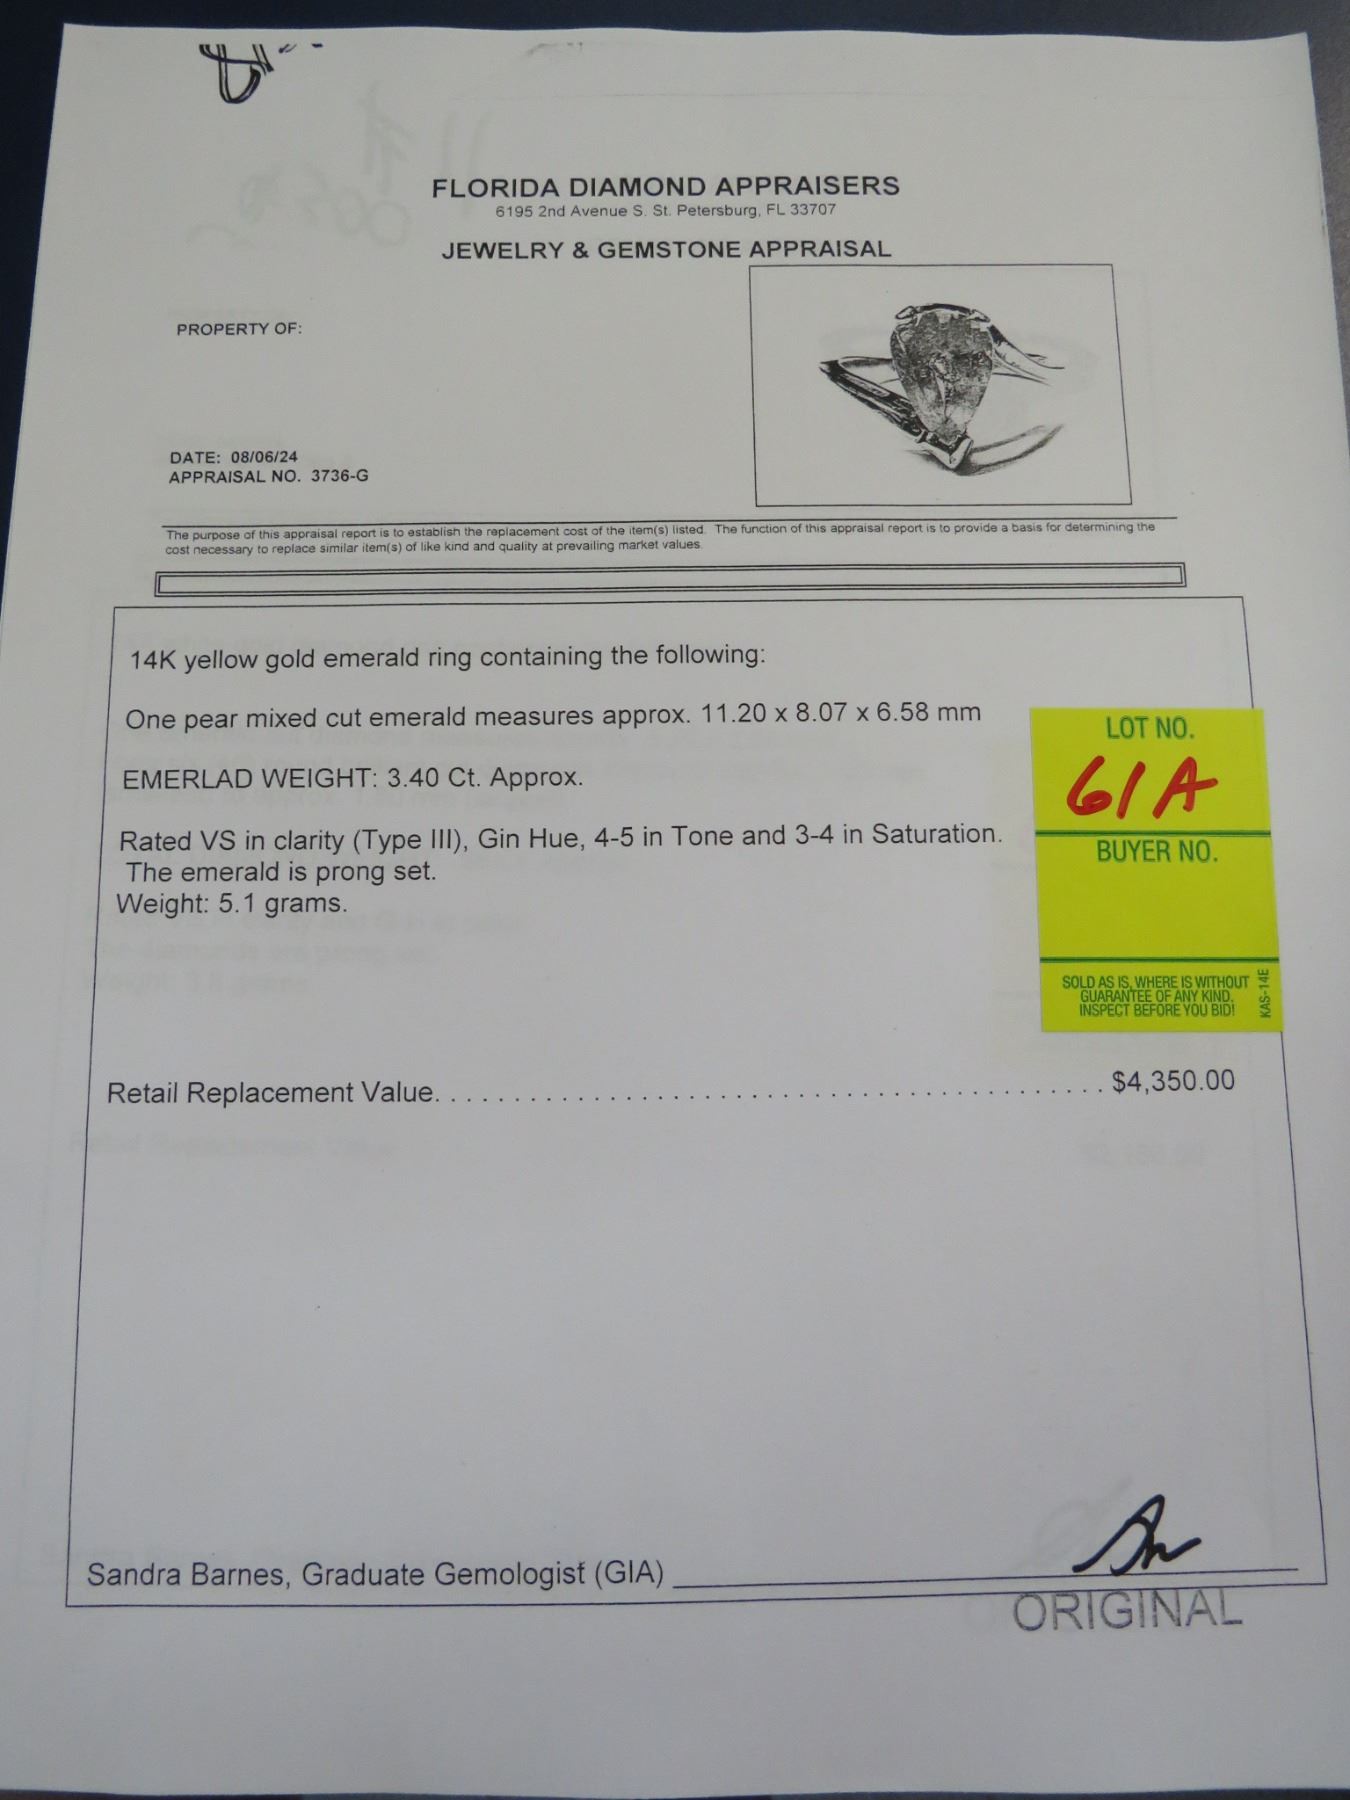 FLORIDA DIAMOND APPRAISERS
6195 2nd Avenue S. St. Petersburg, FL 33707
JEWELRY & GEMSTONE APPRAISAL
PROPERTY OF:
DATE: 08/06/24
APPRAISAL NO. 3736-G
The purpose of this appraisal report is to establish the replacement cost of the item(s) listed. The function of this appraisal report is to provide a basis for determining the
cost necessary to replace similar item(s) of like kind and quality at prevailing market values.
14K yellow gold emerald ring containing the following:
One pear mixed cut emerald measures approx. 11.20 x 8.07 x 6.58 mm
EMERLAD WEIGHT: 3.40 Ct. Approx.
Rated VS in clarity (Type III), Gin Hue, 4-5 in Tone and 3-4 in Saturation.
The emerald is prong set.
Weight: 5.1 grams.
LOT NO.
61A
BUYER NO.
SOLD AS IS, WHERE IS WITHOUT
GUARANTEE OF ANY KIND.
INSPECT BEFORE YOU BID!
KAS-14E
Retail Replacement Value. . . . . . . . . . . . . . . . . . . . . . . . . . . . . . . . . . . . . . . . $4,350.00
Sandra Barnes, Graduate Gemologist (GIA)
ORIGINAL